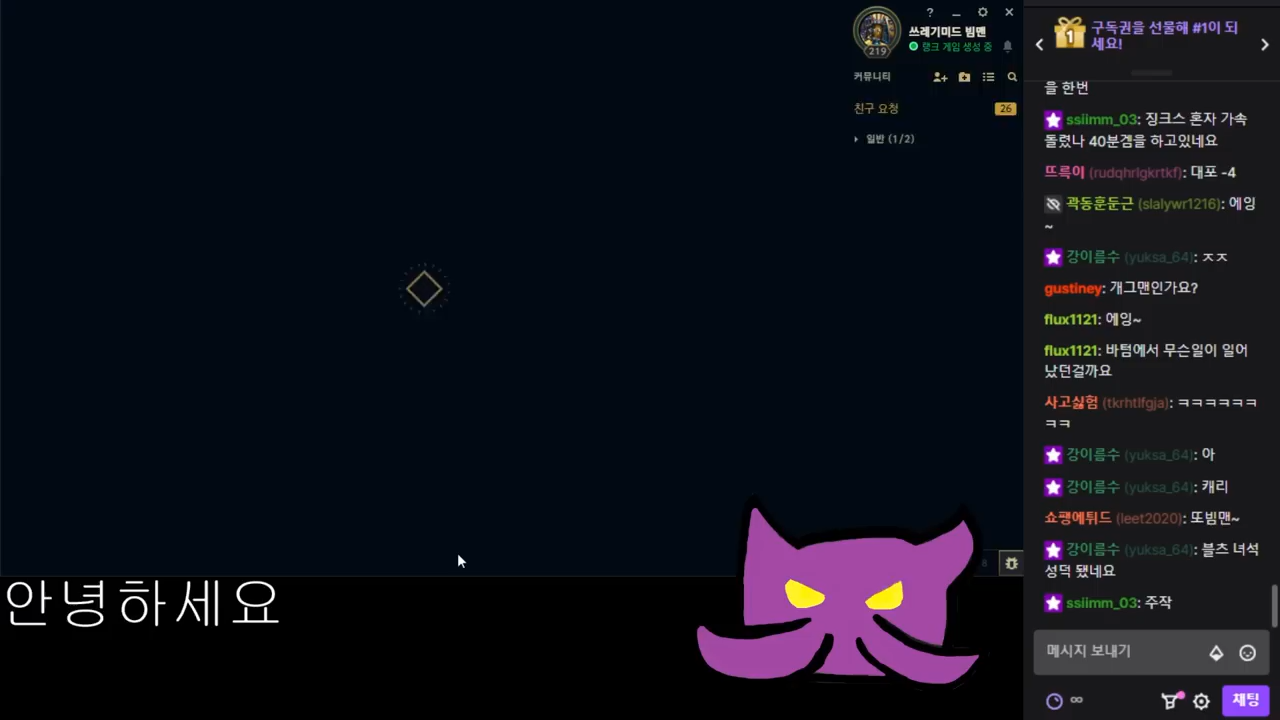 ?
쓰레기미드 빔맨
219
랭크 게임 생성 중
커뮤니티
친구 요청
26
일반 (1/2)
8
안녕하세요
1
구독권을 선물해 #1이 되
세요!
을 한번
ssiimm_03: 징크스 혼자 가속
돌렸나 40분겜을 하고있네요
뜨륵이 (rudqhrlgkrtkf): 대포 -4
곽동훈둔근 (slalywr1216): 에잉
~
강이름수 (yuksa_64): ㅈㅈ
gustiney: 개그맨인가요?
flux1121: 에잉~
flux1121: 바텀에서 무슨일이 일어
났던걸까요
사고싫험 (tkrhtlfgja): ㅋㅋㅋㅋㅋㅋ
ㅋㅋ
강이름수 (yuksa_64): 아
강이름수 (yuksa_64): 캐리
쇼팽에튀드 (leet2020): 또빔맨~
강이름수 (yuksa_64): 블츠 녀석
성덕 됐네요
ssiimm_03: 주작
메시지 보내기
채팅